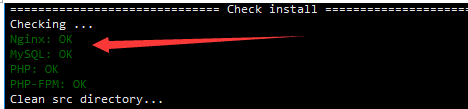 ============================== Check install ===================
Checking ...
Nginx: OK
MySQL: OK
PHP: OK
PHP-FPM: OK
Clean src directory...